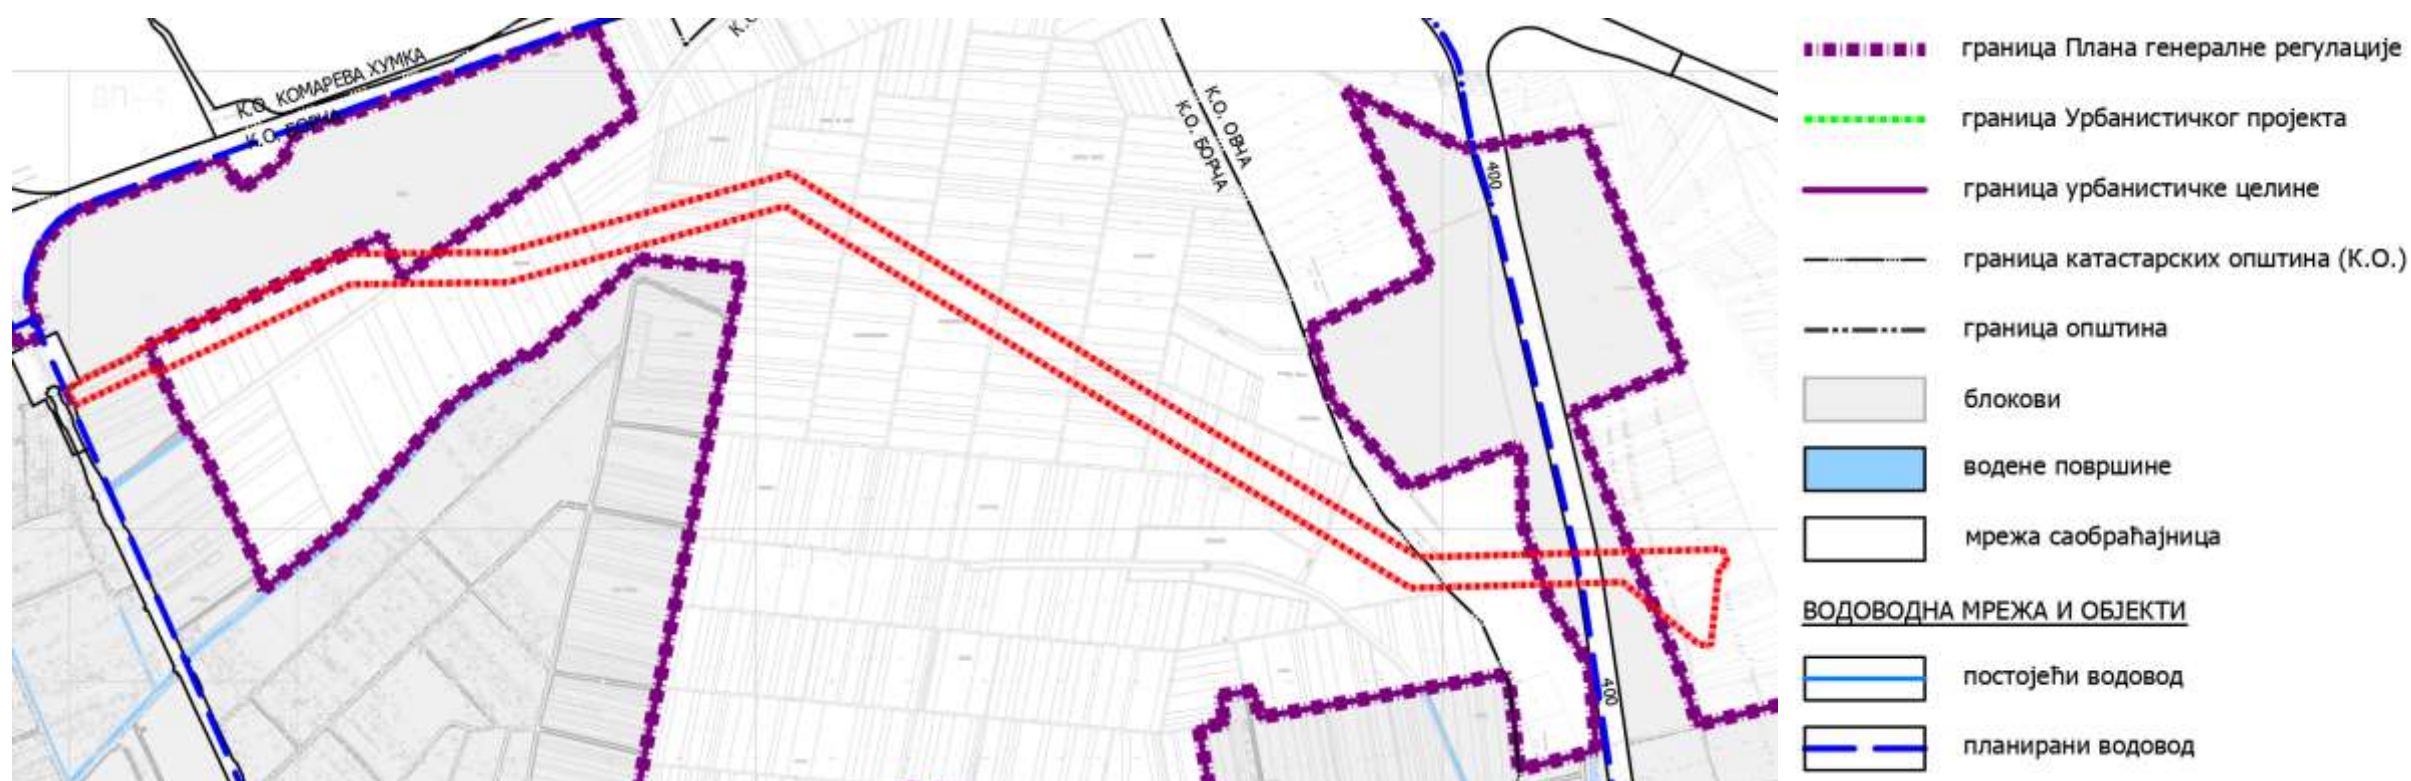 К.О. КОМАРЕВА ХУМКА
К.О. БОРЧА
К.О. ОВЧА
К.О. БОРЧА
400
400
граница Плана генералне регулације
граница Урбанистичког пројекта
граница урбанистичке целине
граница катастарских општина (К.О.)
граница општина
блокови
водене површине
мрежа саобраћајница
ВОДОВОДНА МРЕЖА И ОБЈЕКТИ
постојећи водовод
планирани водовод